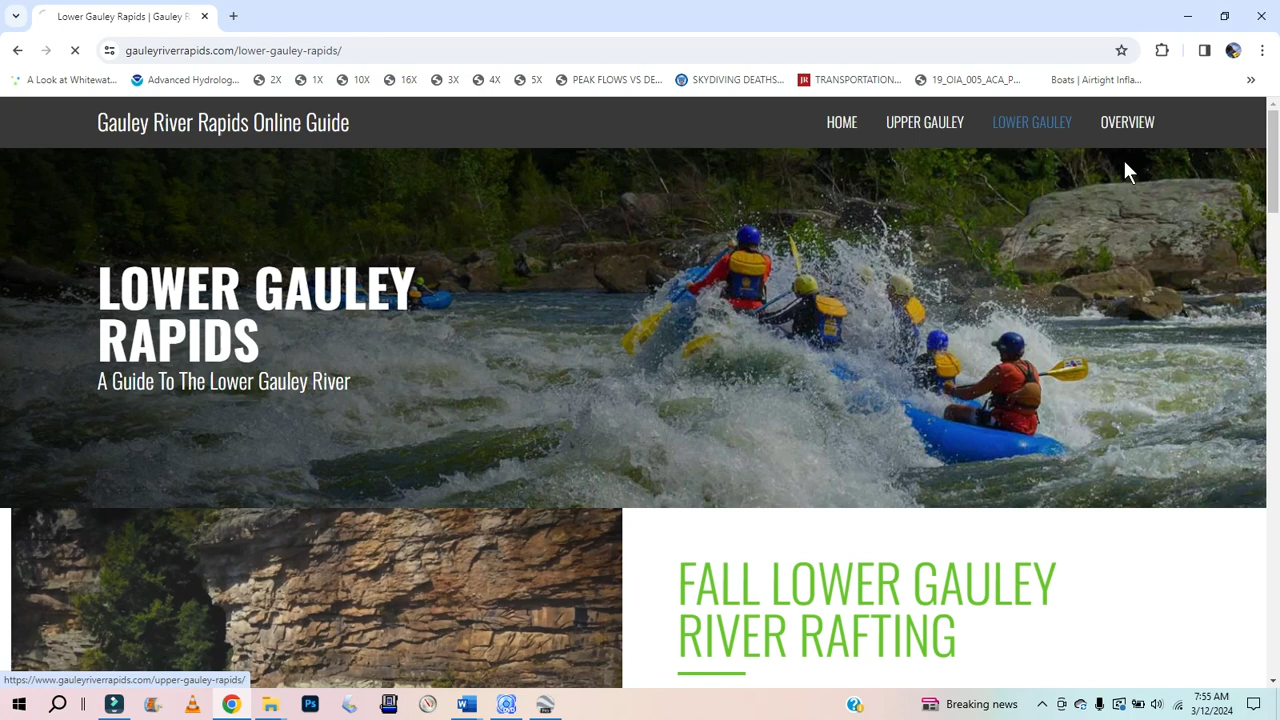 Lower Gauley Rapids | Gauley R
gauleyriverrapids.com/lower-gauley-rapids/
A Look at Whitewat...
Advanced Hydrolog...
2X
1X
10X
16X
3X
4X
5X
PEAK FLOWS VS DE...
SKYDIVING DEATHS...
TRANSPORTATION...
19_OIA_005_ACA_P...
Boats | Airtight Infla...
Gauley River Rapids Online Guide
HOME
UPPER GAULEY
LOWER GAULEY
OVERVIEW
LOWER GAULEY
RAPIDS
A Guide To The Lower Gauley River
FALL LOWER GAULEY
RIVER RAFTING
https://www.gauleyriverrapids.com/upper-gauley-rapids/
Breaking news
7:55 AM
3/12/2024